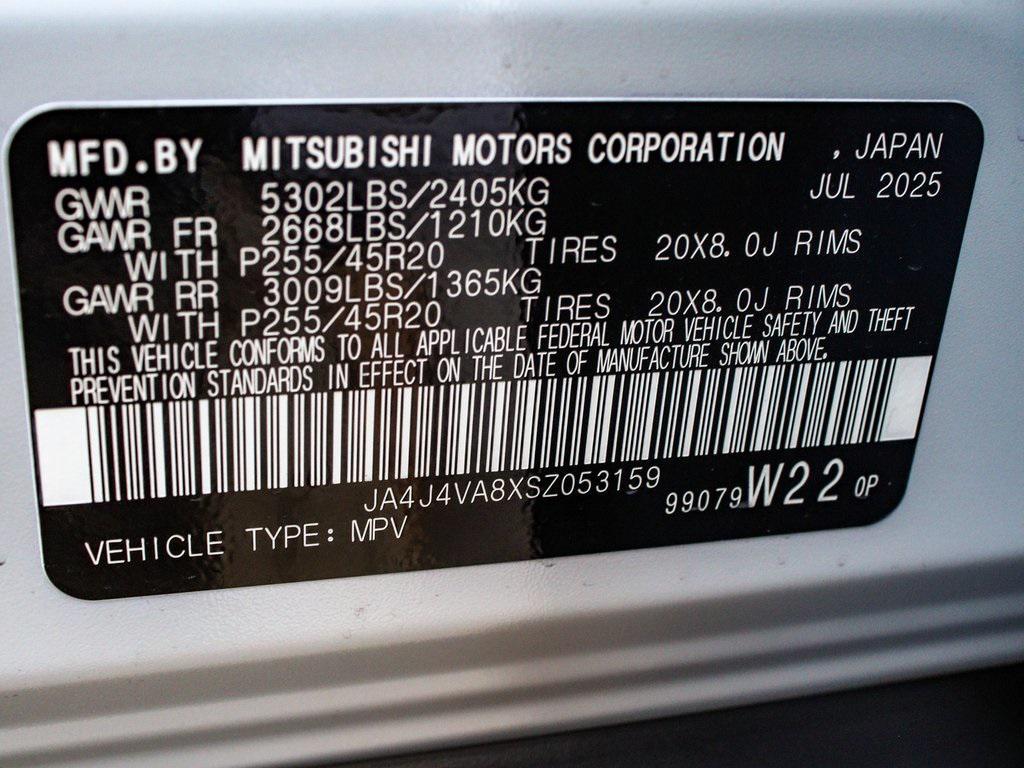 MFD.BY MITSUBISHI MOTORS CORPORATION , JAPAN
GVWR 5302LBS/2405KG JUL 2025
GAWR FR 2668LBS/1210KG
WITH P255/45R20 TIRES 20X8.0J RIMS
GAWR RR 3009LBS/1365KG
WITH P255/45R20 TIRES 20X8.0J RIMS
THIS VEHICLE CONFORMS TO ALL APPLICABLE FEDERAL MOTOR VEHICLE SAFETY AND THEFT
PREVENTION STANDARDS IN EFFECT ON THE DATE OF MANUFACTURE SHOWN ABOVE.
JA4J4VA8XSZ053159 99079 W22 0P
VEHICLE TYPE: MPV